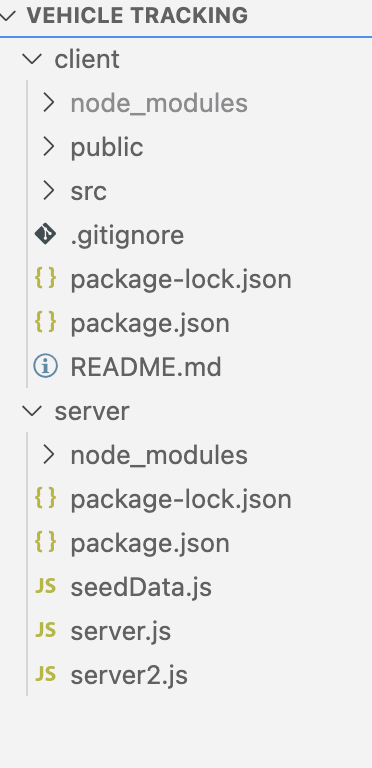 VEHICLE TRACKING
client
node_modules
public
src
.gitignore
{} package-lock.json
{} package.json
README.md
server
node_modules
{} package-lock.json
{} package.json
JS seedData.js
JS server.js
JS server2.js